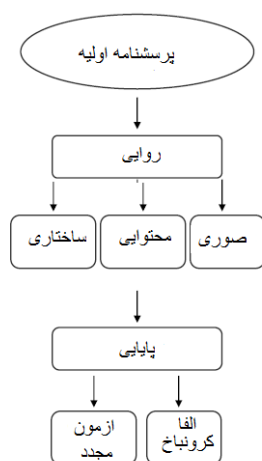 پرسشنامه اولیه
روایی
صوری
محتوایی
ساختاری
پایایی
الفا
کرونباخ
ازمون
مجدد